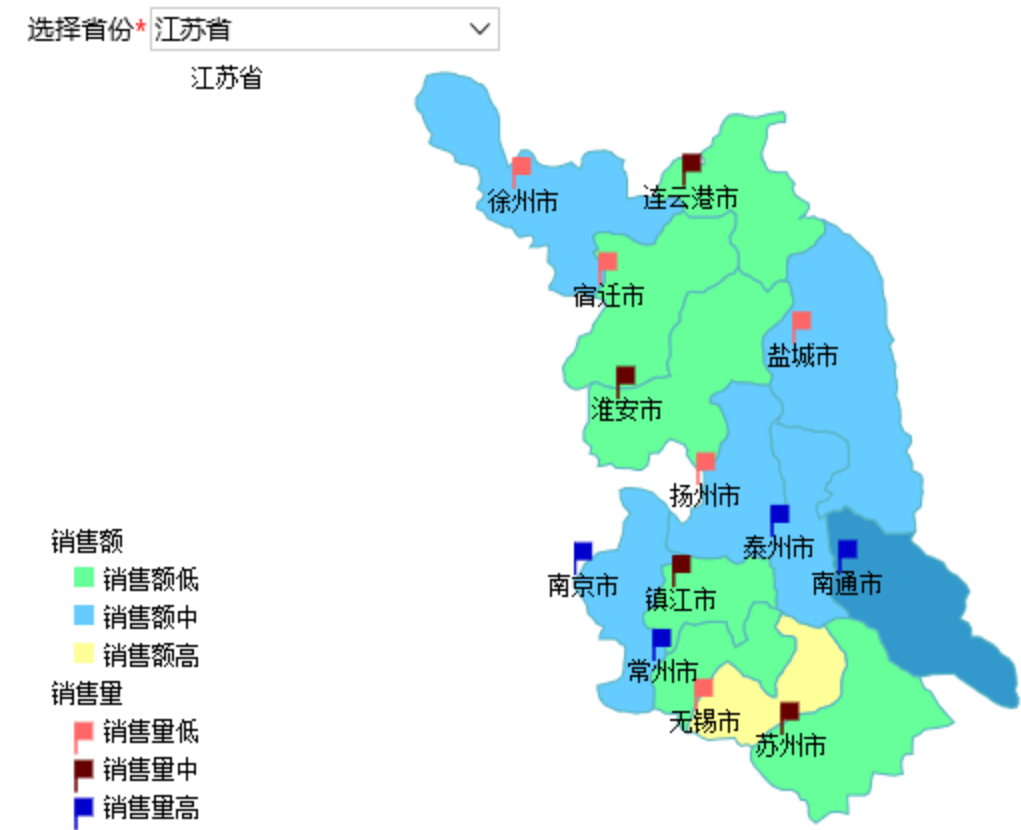 选择省份* 江苏省
江苏省
徐州市
连云港市
宿迁市
盐城市
淮安市
扬州市
泰州市
南京市
南通市
镇江市
常州市
无锡市
苏州市
销售额
销售额低
销售额中
销售额高
销售量
销售量低
销售量中
销售量高